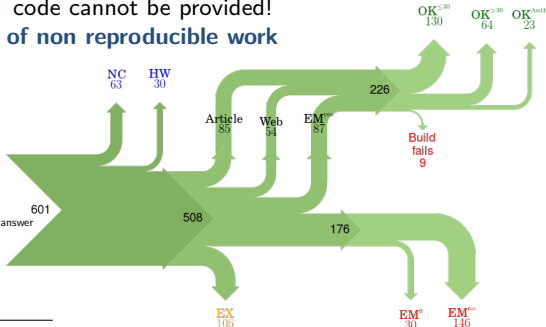 code cannot be provided!
of non reproducible work
OK≤30
130
OK>30
64
OKAuth
23
NC
63
HW
30
226
Article
85
Web
54
EMyes
87
Build
fails
9
601
answer
508
176
EX
106
EMø
30
EMno
146